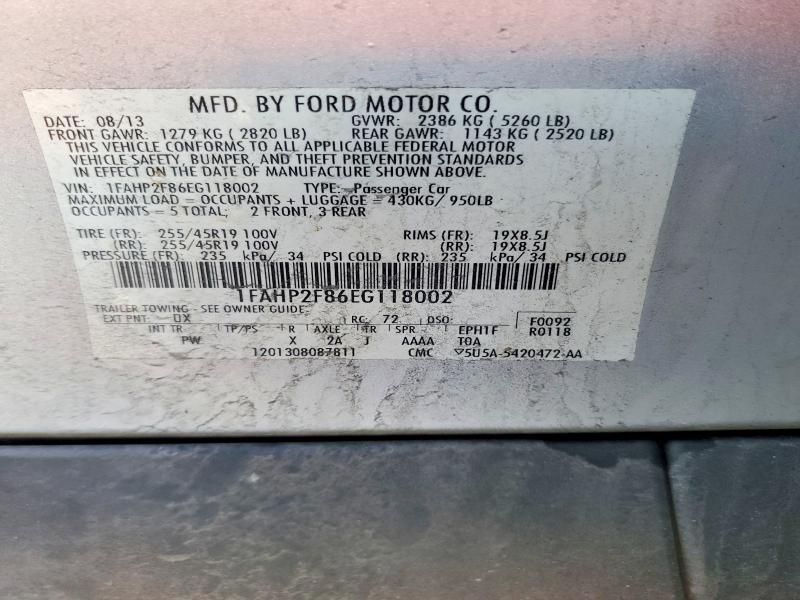 MFD. BY FORD MOTOR CO.
DATE: 08/13 GVWR: 2386 KG ( 5260 LB)
FRONT GAWR: 1279 KG ( 2820 LB) REAR GAWR: 1143 KG ( 2520 LB)
THIS VEHICLE CONFORMS TO ALL APPLICABLE FEDERAL MOTOR
VEHICLE SAFETY, BUMPER, AND THEFT PREVENTION STANDARDS
IN EFFECT ON THE DATE OF MANUFACTURE SHOWN ABOVE.
VIN: 1FAHP2F86EG118002 TYPE: Passenger Car
MAXIMUM LOAD = OCCUPANTS + LUGGAGE = 430KG/ 950LB
OCCUPANTS = 5 TOTAL; 2 FRONT, 3 REAR
TIRE (FR): 255/45R19 100V RIMS (FR): 19X8.5J
(RR): 255/45R19 100V (RR): 19X8.5J
PRESSURE (FR): 235 kPa/ 34 PSI COLD (RR): 235 kPa/ 34 PSI COLD
1FAHP2F86EG118002
TRAILER TOWING - SEE OWNER GUIDE
EXT PNT: OX RC: 72 DSO: F0092
INT TR TP/PS R AXLE TR SPR EPH1F R0118
PW X 2A J AAAA T0A
1201308087811 CMC ▽5U5A-5420472-AA